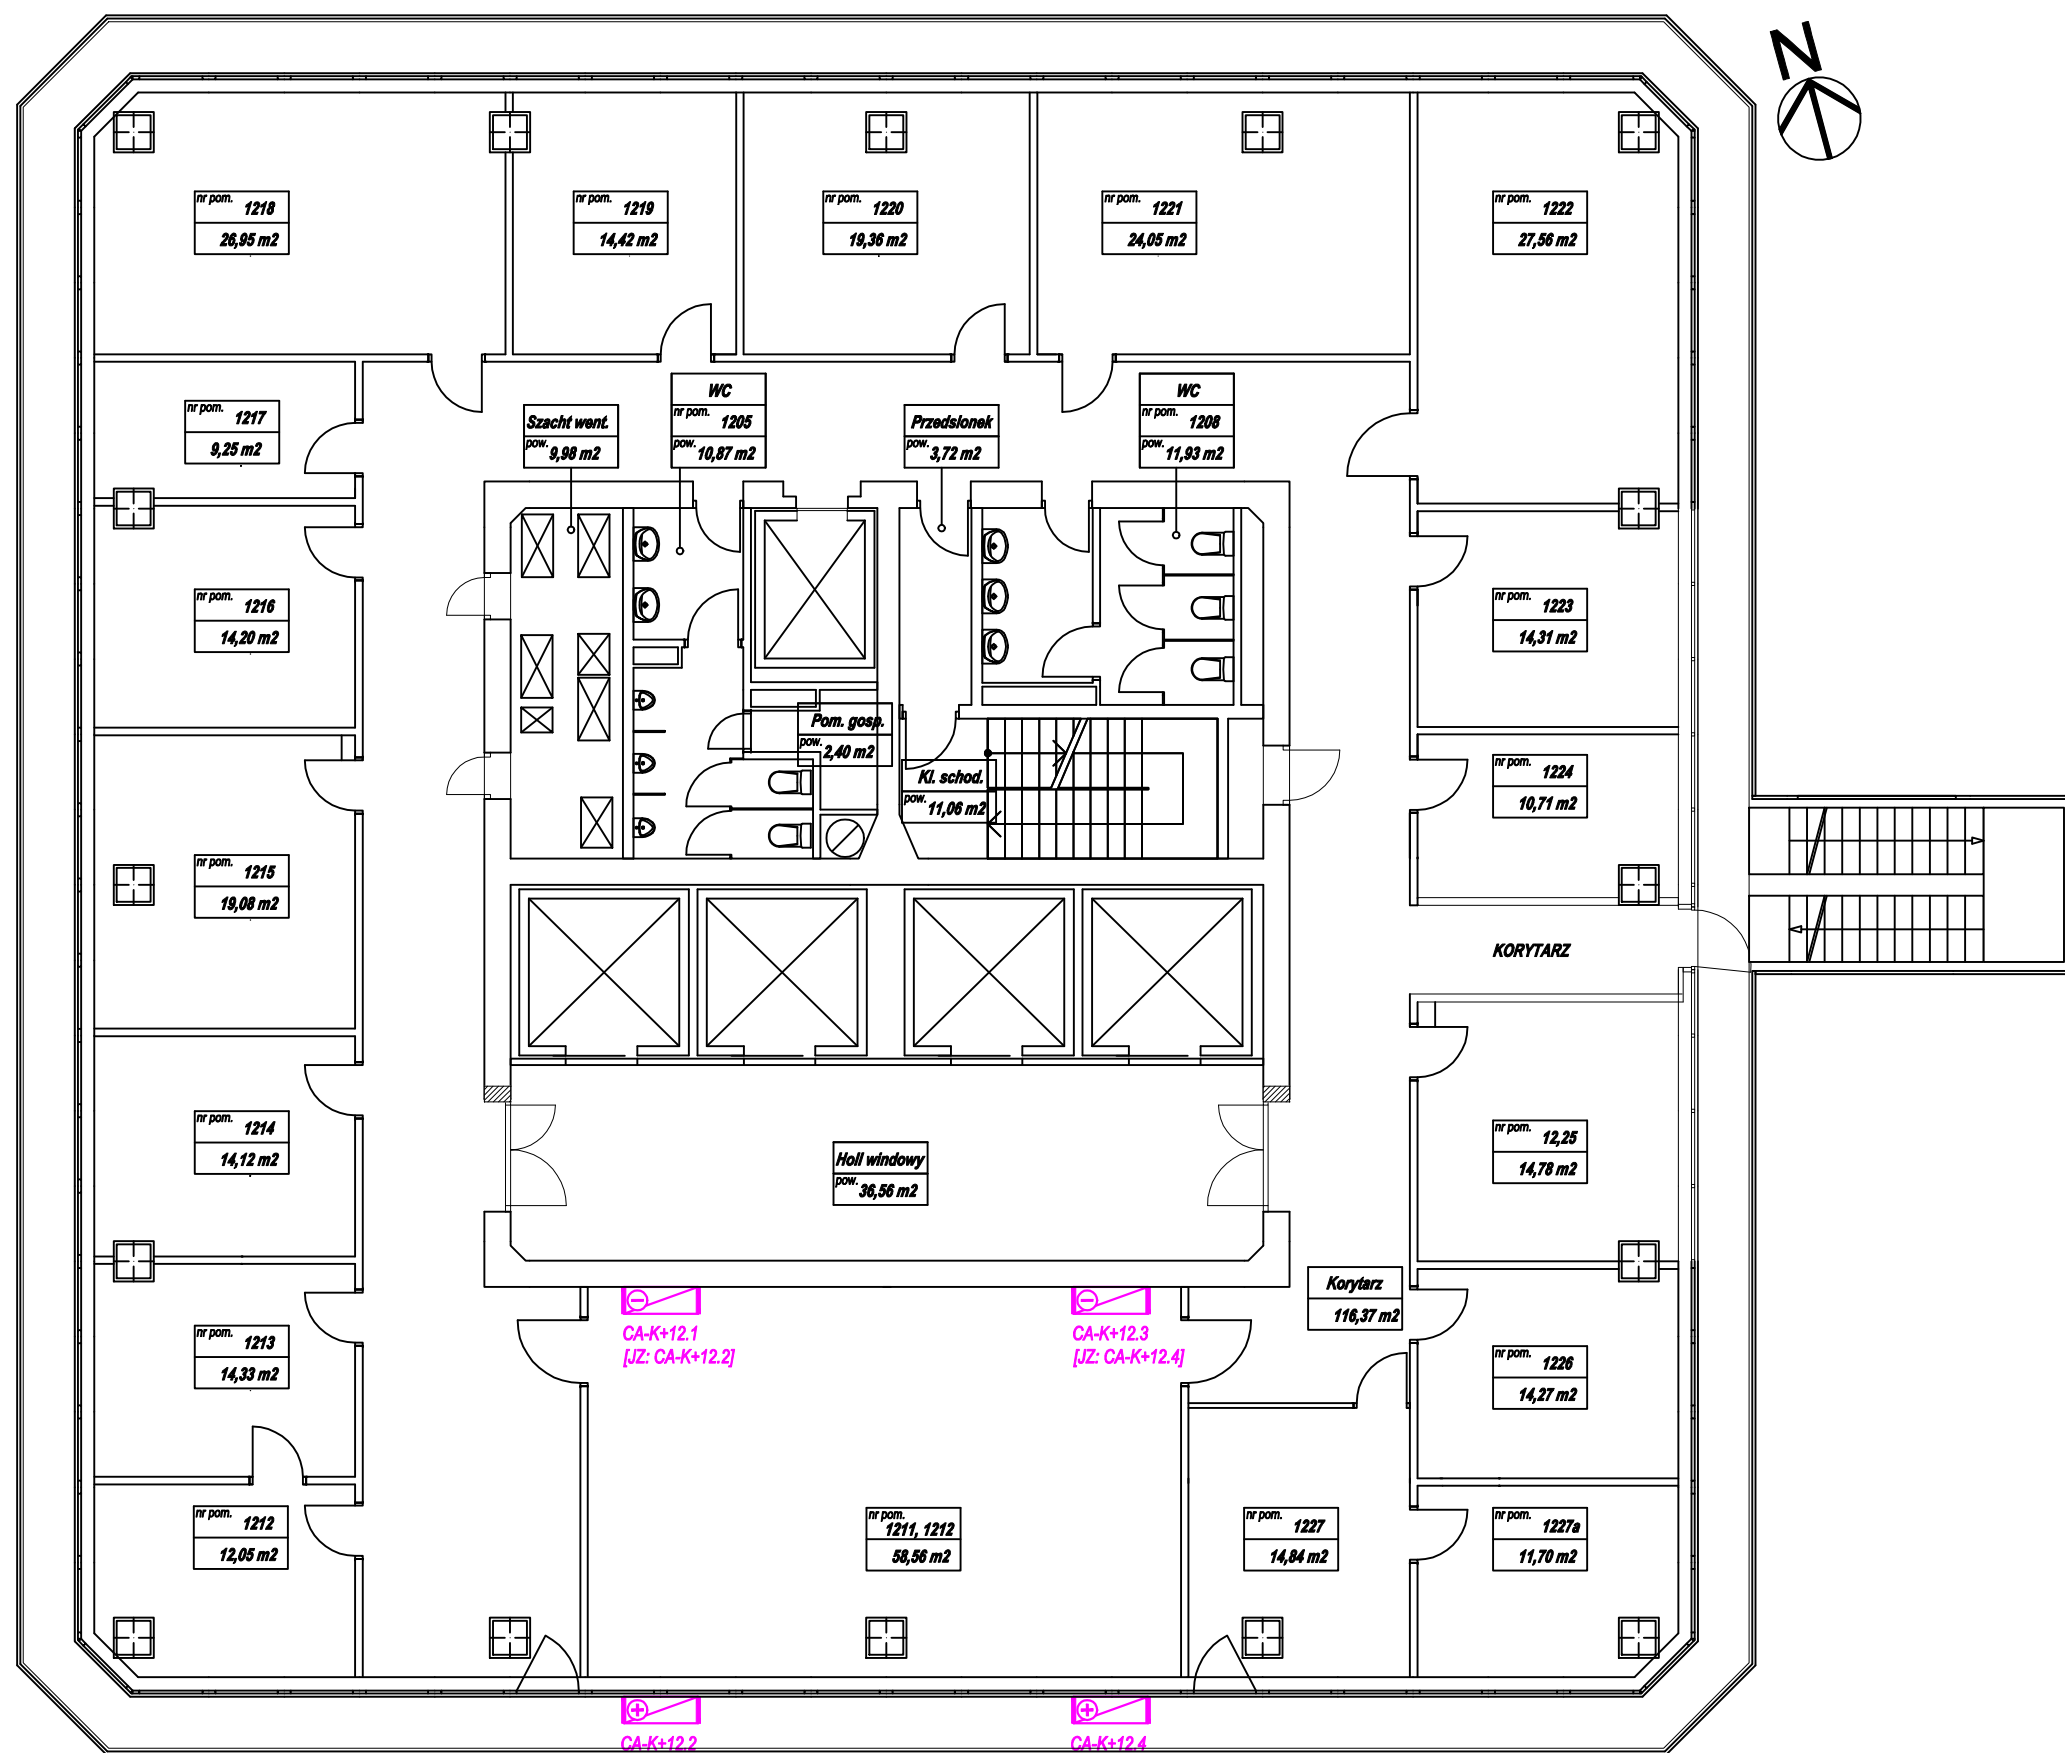 N
nr pom. 1218
26,95 m2
nr pom. 1219
14,42 m2
nr pom. 1220
19,36 m2
nr pom. 1221
24,05 m2
nr pom. 1222
27,56 m2
nr pom. 1217
9,25 m2
Szacht went.
pow. 9,98 m2
WC
nr pom. 1205
pow. 10,87 m2
Przedsionek
pow. 3,72 m2
WC
nr pom. 1208
pow. 11,93 m2
nr pom. 1216
14,20 m2
nr pom. 1223
14,31 m2
Pom. gosp.
pow. 2,40 m2
Kl. schod.
pow. 11,06 m2
nr pom. 1224
10,71 m2
nr pom. 1215
19,08 m2
KORYTARZ
nr pom. 1214
14,12 m2
Holl windowy
pow. 36,56 m2
nr pom. 12,25
14,78 m2
Korytarz
116,37 m2
CA-K+12.1
[JZ: CA-K+12.2]
CA-K+12.3
[JZ: CA-K+12.4]
nr pom. 1213
14,33 m2
nr pom. 1226
14,27 m2
nr pom. 1212
12,05 m2
nr pom. 1211, 1212
58,56 m2
nr pom. 1227
14,84 m2
nr pom. 1227a
11,70 m2
CA-K+12.2
CA-K+12.4